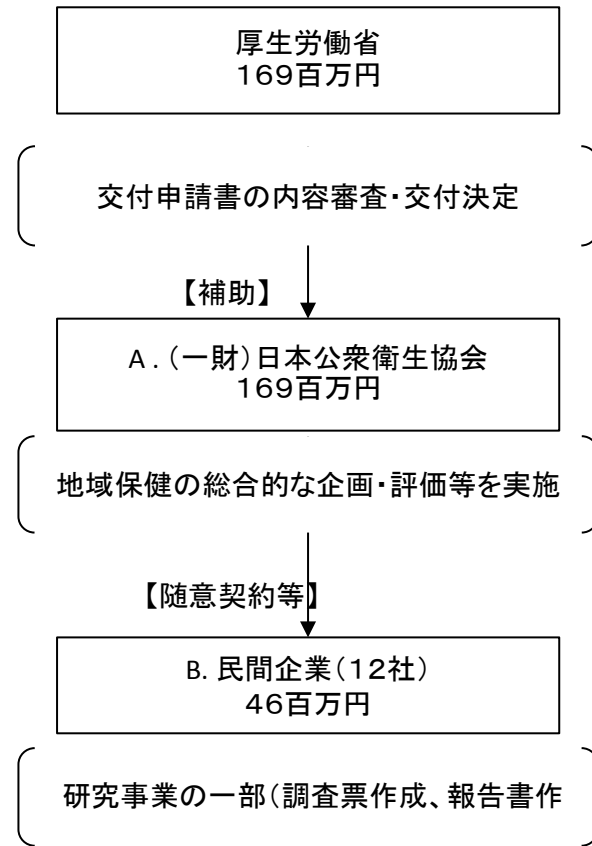 厚生労働省
169百万円
交付申請書の内容審査・交付決定
【補助】
A.(一財)日本公衆衛生協会
169百万円
地域保健の総合的な企画・評価等を実施
【随意契約等】
B. 民間企業(12社)
46百万円
研究事業の一部(調査票作成、報告書作